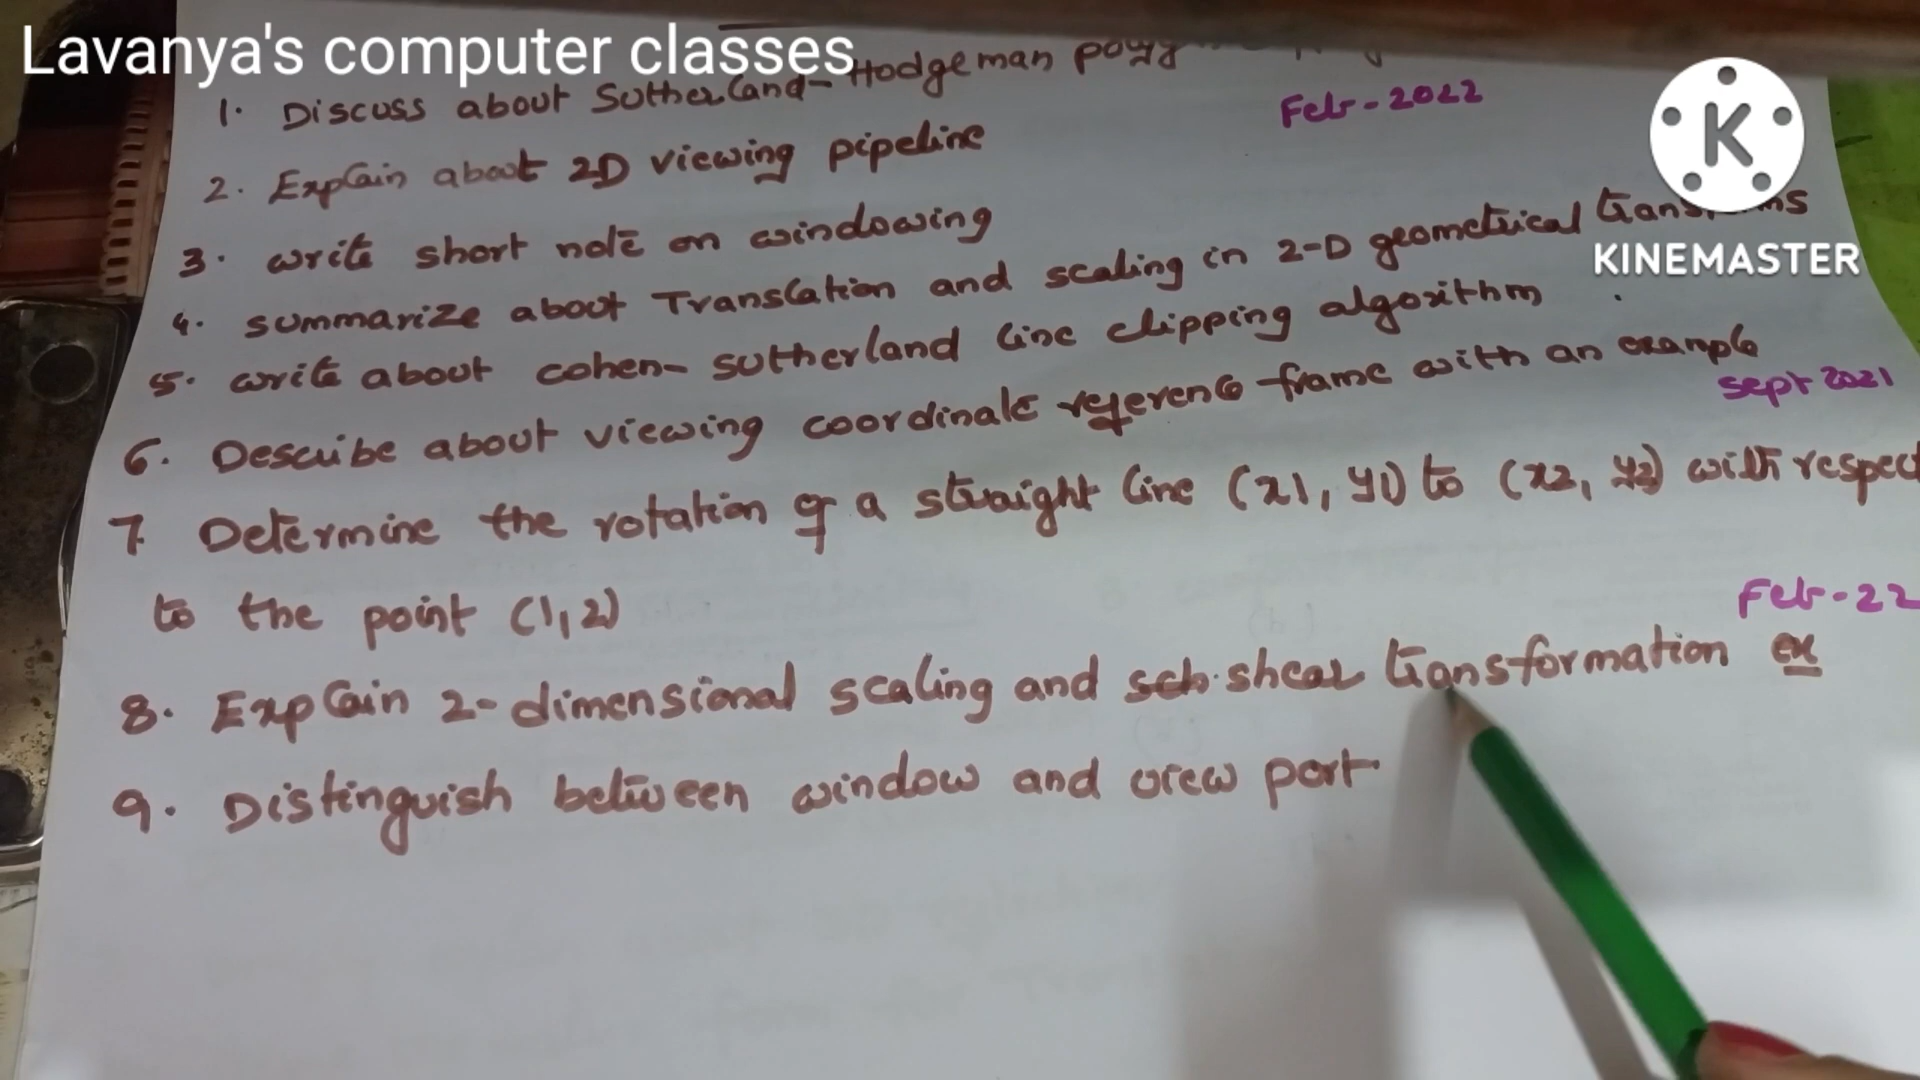 Lavanya's computer classes
1. Discuss about Sutherland-Hodgeman
Feb-2022
2. Explain about 2D viewing pipeline
3. write short note on windowing
4. summarize about Translation and scaling in 2-D geometrical
5. write about cohen-sutherland line clipping algorithm
6. Describe about viewing coordinate reference frame with an example
Sept 2021
7 Determine the rotation of a straight line (x1, y1) to (x2, y2) with respect
to the point (1,2)
Feb-22
8. Explain 2-dimensional scaling and shear transformation ex
9. Distinguish between window and view port
K
KINEMASTER